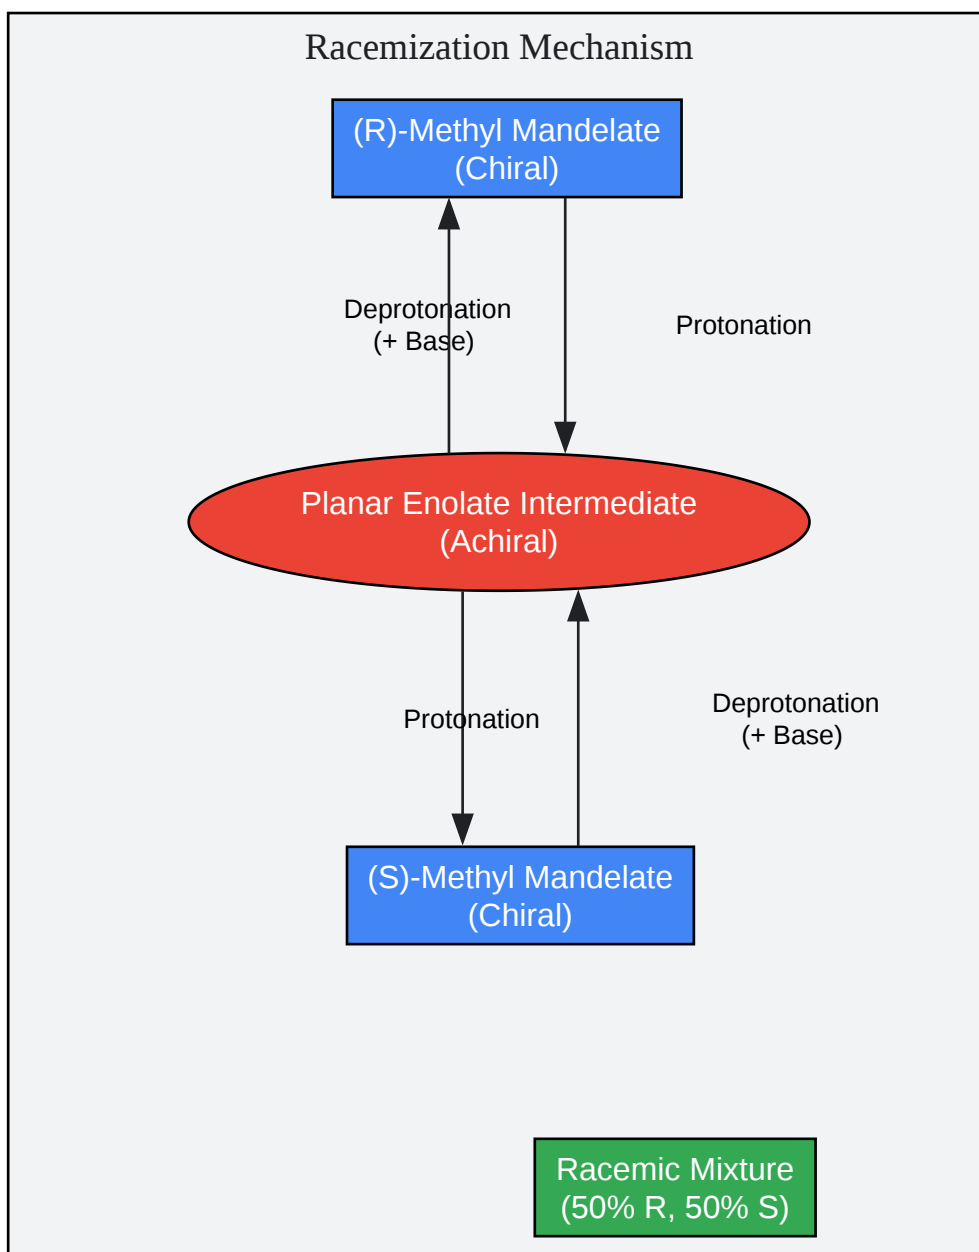 Racemization Mechanism
(R)-Methyl Mandelate
(Chiral)
Deprotonation
(+ Base)
Protonation
Planar Enolate Intermediate
(Achiral)
Protonation
Deprotonation
(+ Base)
(S)-Methyl Mandelate
(Chiral)
Racemic Mixture
(50% R, 50% S)